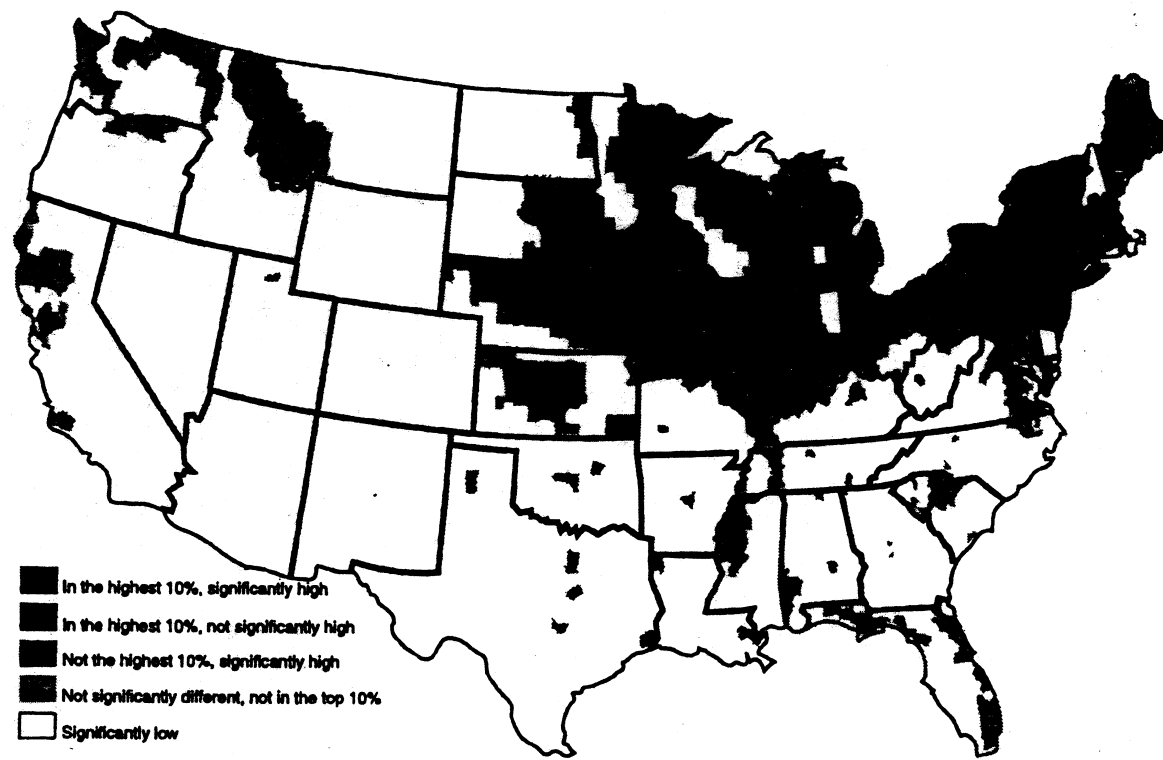 In the highest 10%, significantly high
In the highest 10%, not significantly high
Not the highest 10%, significantly high
Not significantly different, not in the top 10%
Significantly low